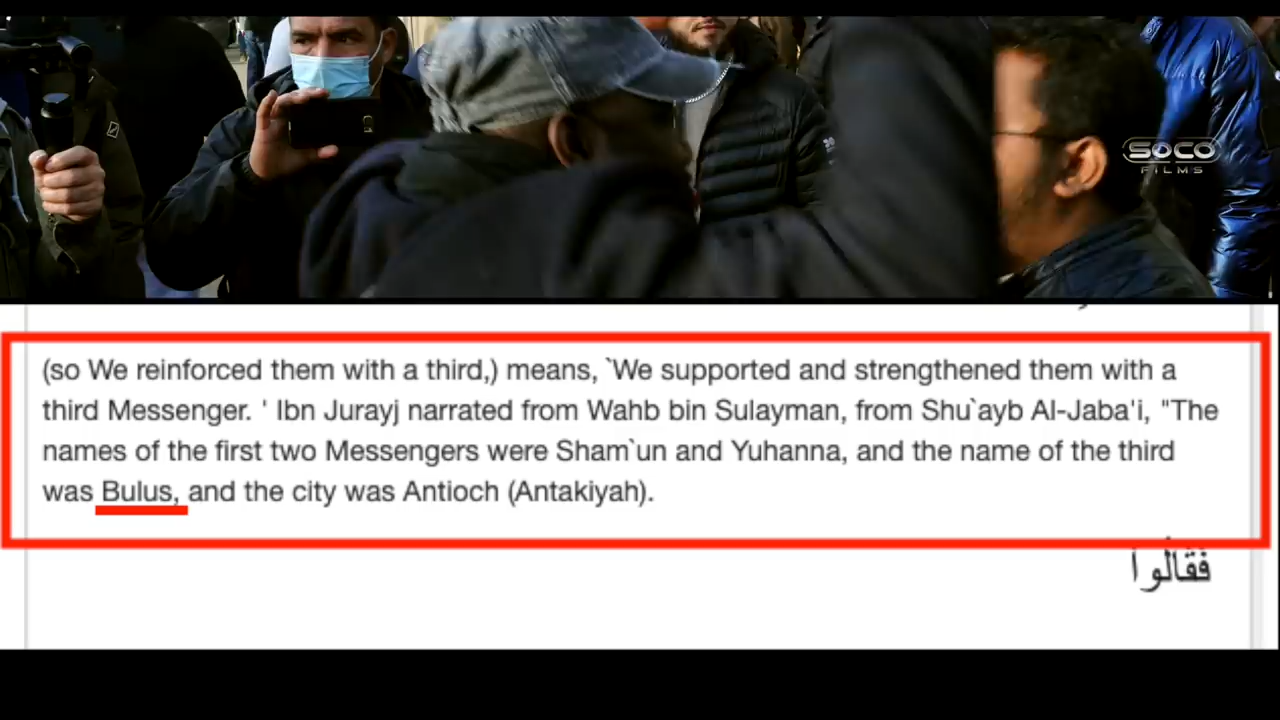 SOCO
FILMS
(so We reinforced them with a third,) means, `We supported and strengthened them with a
third Messenger. ' Ibn Jurayj narrated from Wahb bin Sulayman, from Shu`ayb Al-Jaba'i, "The
names of the first two Messengers were Sham`un and Yuhanna, and the name of the third
was Bulus, and the city was Antioch (Antakiyah).
فَقَالُوا